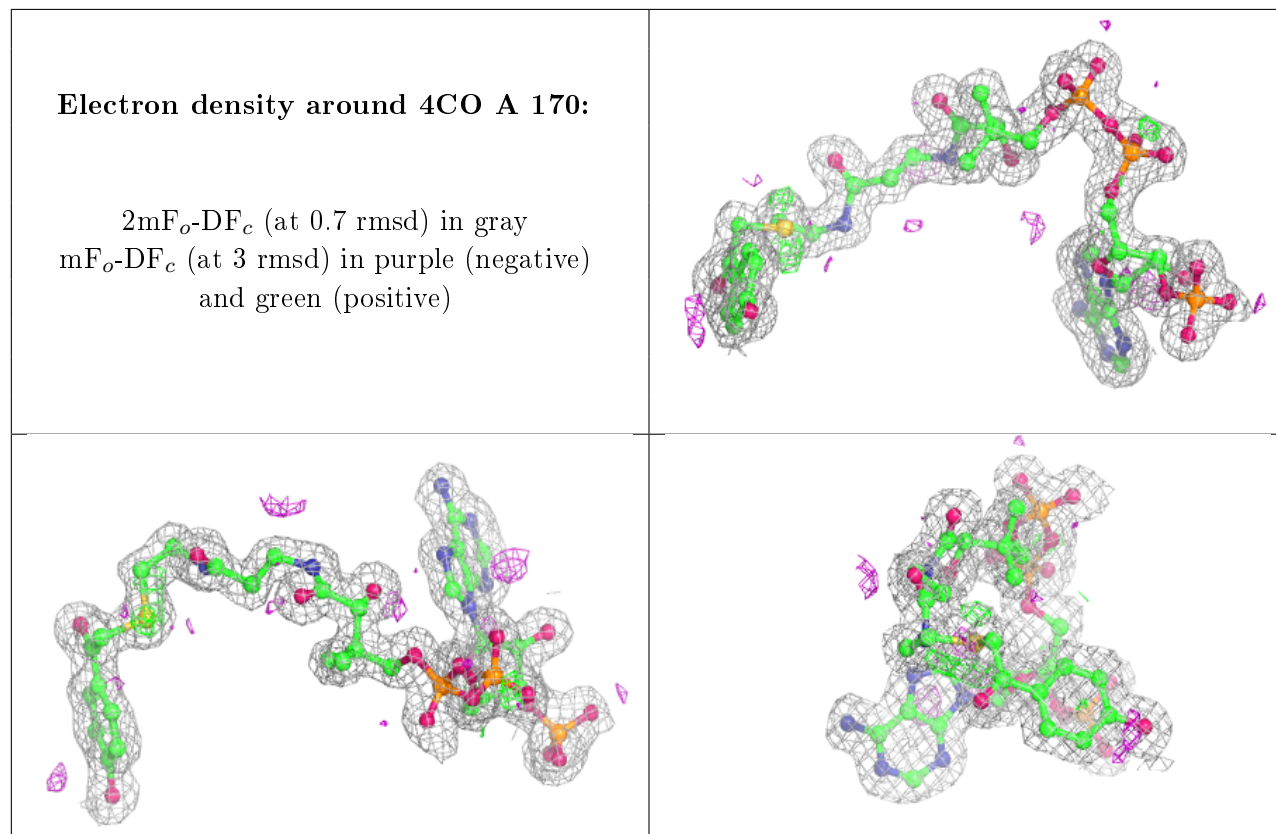 Electron density around 4CO A 170:
2mFo-DFc (at 0.7 rmsd) in gray
mFo-DFc (at 3 rmsd) in purple (negative)
and green (positive)